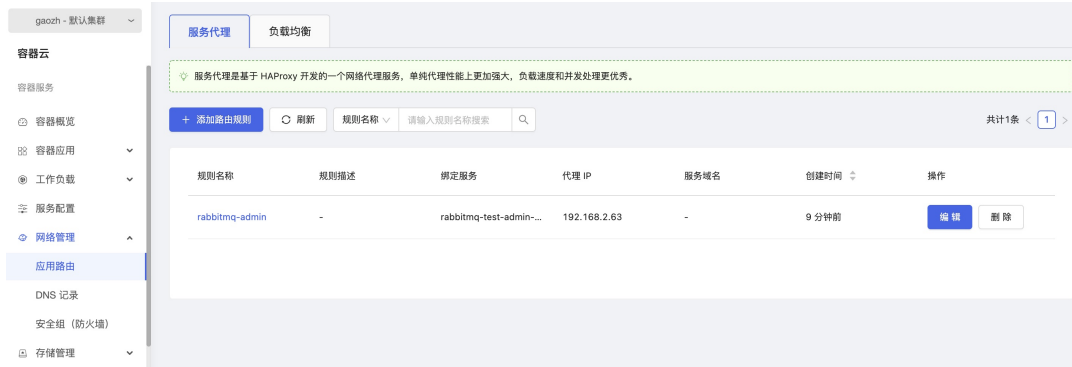 gaozh - 默认集群
容器云
容器服务
容器概览
容器应用
工作负载
服务配置
网络管理
应用路由
DNS 记录
安全组（防火墙）
存储管理
服务代理 负载均衡
服务代理是基于 HAProxy 开发的一个网络代理服务，单纯代理性能上更加强大，负载速度和并发处理更优秀。
+ 添加路由规则 刷新 规则名称 请输入规则名称搜索 共计1条 < 1 >
规则名称 规则描述 绑定服务 代理 IP 服务域名 创建时间 操作
rabbitmq-admin - rabbitmq-test-admin-... 192.168.2.63 - 9 分钟前 编 辑 删 除